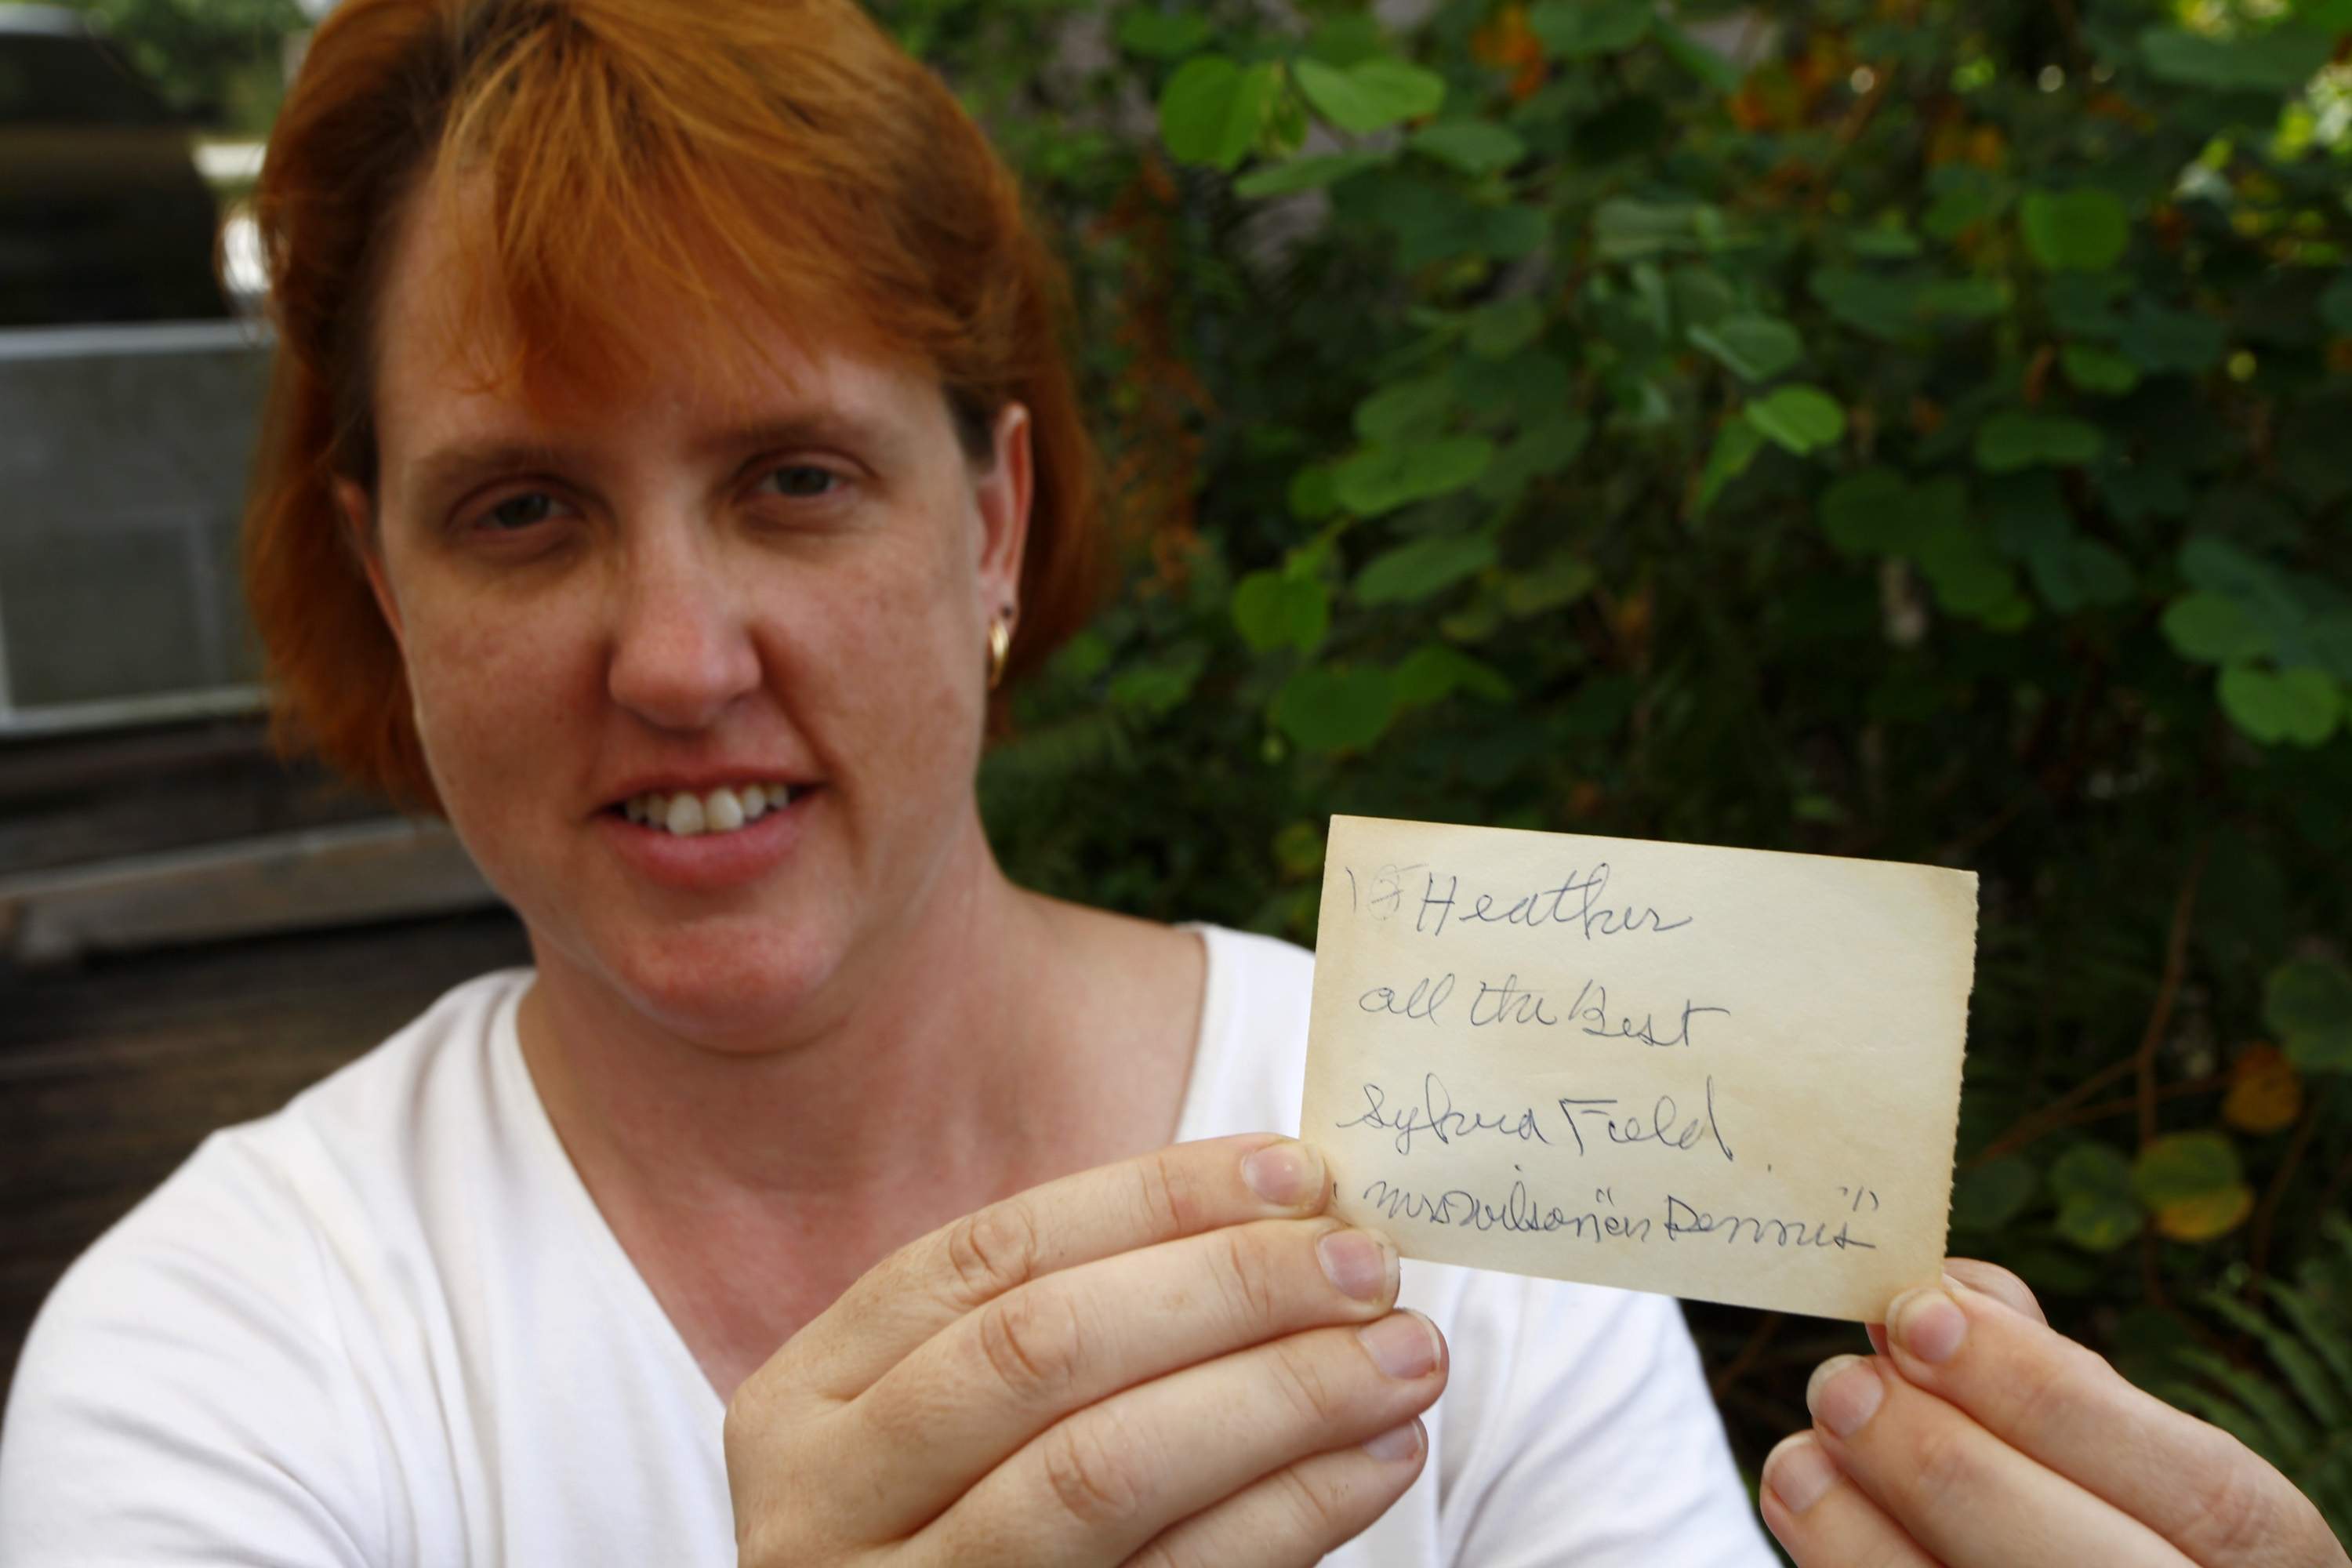 To Heather
all the Best
Sylvia Field
"Mrs Wilson" "in Dennis"